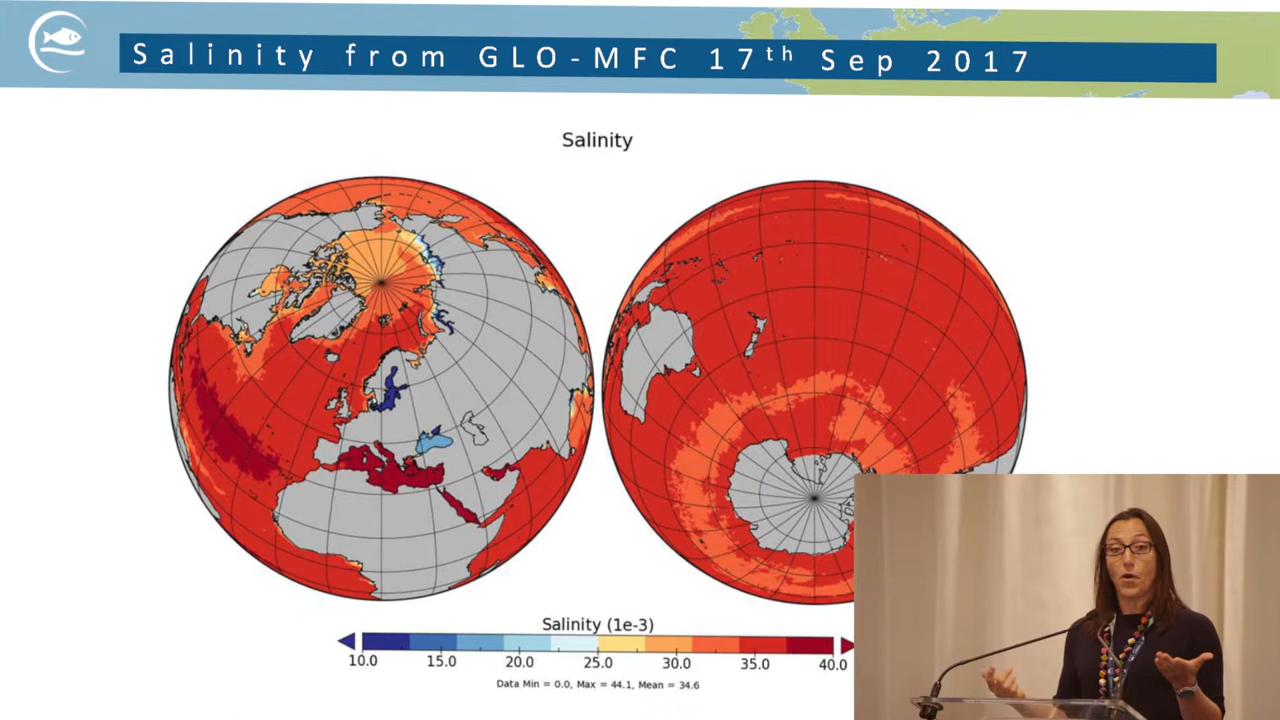 Salinity from GLO-MFC 17th Sep 2017
Salinity
Salinity (1e-3)
10.0 15.0 20.0 25.0 30.0 35.0 40.0
Data Min = 0.0, Max = 44.1, Mean = 34.6